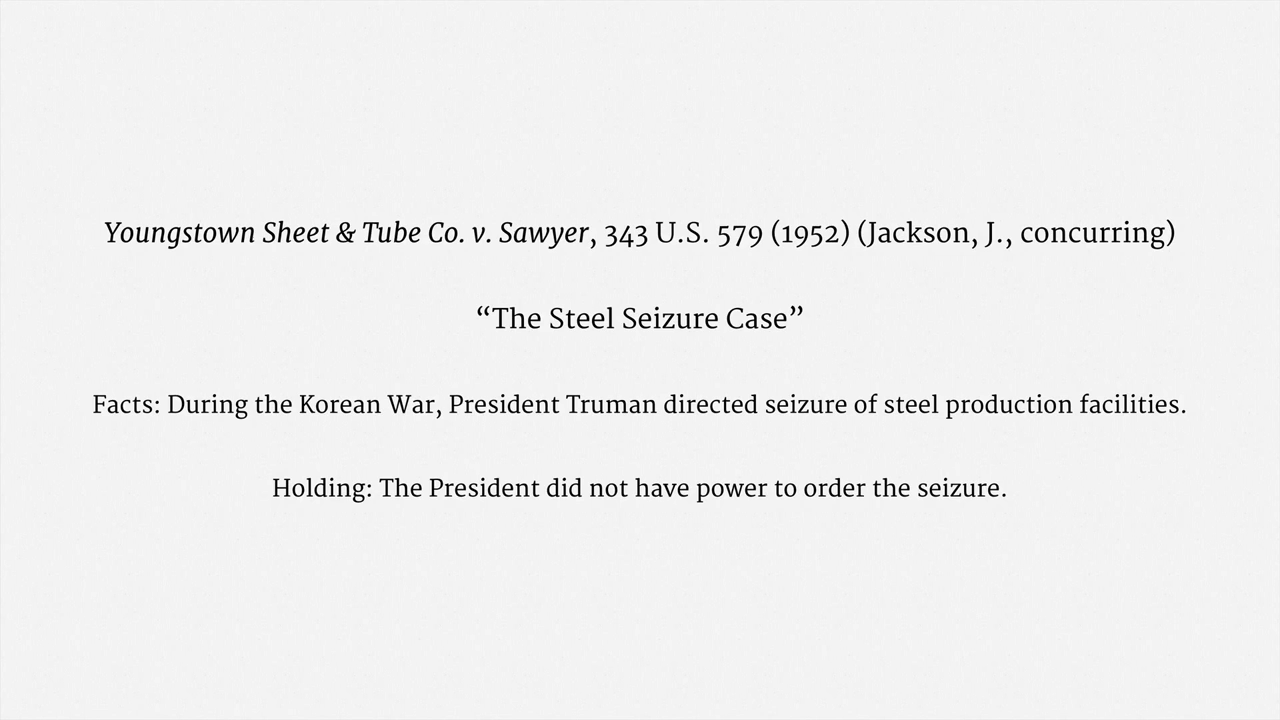 Youngstown Sheet & Tube Co. v. Sawyer, 343 U.S. 579 (1952) (Jackson, J., concurring)
“The Steel Seizure Case”
Facts: During the Korean War, President Truman directed seizure of steel production facilities.
Holding: The President did not have power to order the seizure.